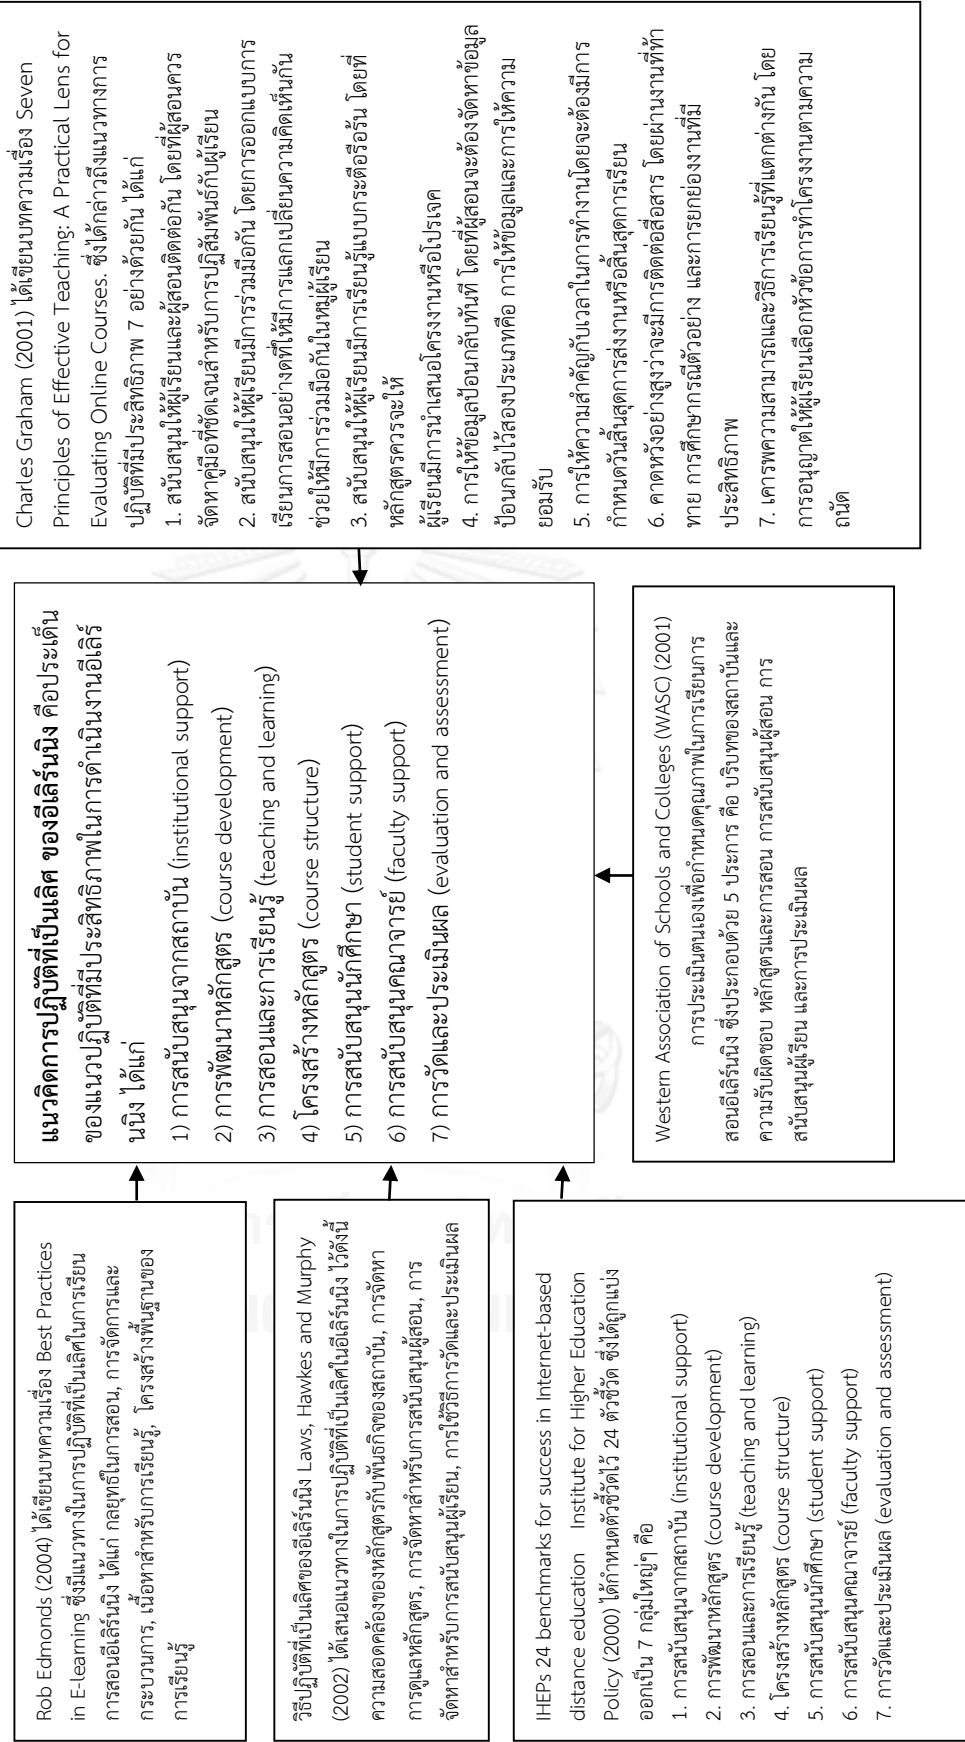 Rob Edmonds (2004) ได้เขียนบทความเรื่อง Best Practices
in E-learning ซึ่งมีแนวทางในการปฏิบัติที่เป็นเลิศในการเรียน
การสอนอีเลิร์นนิง ได้แก่ กลยุทธ์ในการสอน, การจัดการและ
กระบวนการ, เนื้อหาสำหรับการเรียนรู้, โครงสร้างพื้นฐานของ
การเรียนรู้
วิธีปฏิบัติที่เป็นเลิศของอีเลิร์นนิง Laws, Hawkes and Murphy
(2002) ได้เสนอแนวทางในการปฏิบัติที่เป็นเลิศในอีเลิร์นนิง ไว้ดังนี้
ความสอดคล้องของหลักสูตรกับพันธกิจของสถาบัน, การจัดหา
การดูแลหลักสูตร, การจัดหาสำหรับการสนับสนุนผู้สอน, การ
จัดหาสำหรับการสนับสนุนผู้เรียน, การใช้วิธีการวัดและประเมินผล
IHEPs 24 benchmarks for success in Internet-based
distance education Institute for Higher Education
Policy (2000) ได้กำหนดตัวชี้วัดไว้ 24 ตัวชี้วัด ซึ่งได้ถูกแบ่ง
ออกเป็น 7 กลุ่มใหญ่ๆ คือ
1. การสนับสนุนจากสถาบัน (institutional support)
2. การพัฒนาหลักสูตร (course development)
3. การสอนและการเรียนรู้ (teaching and learning)
4. โครงสร้างหลักสูตร (course structure)
5. การสนับสนุนนักศึกษา (student support)
6. การสนับสนุนคณาจารย์ (faculty support)
7. การวัดและประเมินผล (evaluation and assessment)
แนวคิดการปฏิบัติที่เป็นเลิศ ของอีเลิร์นนิง คือประเด็น
ของแนวปฏิบัติที่มีประสิทธิภาพในการดำเนินงานอีเลิร์
นนิง ได้แก่
1) การสนับสนุนจากสถาบัน (institutional support)
2) การพัฒนาหลักสูตร (course development)
3) การสอนและการเรียนรู้ (teaching and learning)
4) โครงสร้างหลักสูตร (course structure)
5) การสนับสนุนนักศึกษา (student support)
6) การสนับสนุนคณาจารย์ (faculty support)
7) การวัดและประเมินผล (evaluation and assessment)
Western Association of Schools and Colleges (WASC) (2001)
การประเมินตนเองเพื่อกำหนดคุณภาพในการเรียนการ
สอนอีเลิร์นนิง ซึ่งประกอบด้วย 5 ประการ คือ บริบทของสถาบันและ
ความรับผิดชอบ หลักสูตรและการสอน การสนับสนุนผู้สอน การ
สนับสนุนผู้เรียน และการประเมินผล
Charles Graham (2001) ได้เขียนบทความเรื่อง Seven
Principles of Effective Teaching: A Practical Lens for
Evaluating Online Courses. ซึ่งได้กล่าวถึงแนวทางการ
ปฏิบัติที่มีประสิทธิภาพ 7 อย่างด้วยกัน ได้แก่
1. สนับสนุนให้ผู้เรียนและผู้สอนติดต่อกัน โดยที่ผู้สอนควร
จัดหาคู่มือที่ชัดเจนสำหรับการปฏิสัมพันธ์กับผู้เรียน
2. สนับสนุนให้ผู้เรียนมีการร่วมมือกัน โดยการออกแบบการ
เรียนการสอนอย่างดีที่ให้มีการแลกเปลี่ยนความคิดเห็นกัน
ช่วยให้มีการร่วมมือกันในหมู่ผู้เรียน
3. สนับสนุนให้ผู้เรียนมีการเรียนรู้แบบกระตือรือร้น โดยที่
หลักสูตรควรจะให้
ผู้เรียนมีการนำเสนอโครงงานหรือโปรเจค
4. การให้ข้อมูลป้อนกลับทันที โดยที่ผู้สอนจะต้องจัดหาข้อมูล
ป้อนกลับไว้สองประเภทคือ การให้ข้อมูลและการให้ความ
ยอมรับ
5. การให้ความสำคัญกับเวลาในการทำงานโดยจะต้องมีการ
กำหนดวันสิ้นสุดการส่งงานหรือสิ้นสุดการเรียน
6. คาดหวังอย่างสูงว่าจะมีการติดต่อสื่อสาร โดยผ่านงานที่ท้า
ทาย การศึกษากรณีตัวอย่าง และการยกย่องงานที่มี
ประสิทธิภาพ
7. เคารพความสามารถและวิธีการเรียนรู้ที่แตกต่างกัน โดย
การอนุญาตให้ผู้เรียนเลือกหัวข้อการทำโครงงานตามความ
ถนัด